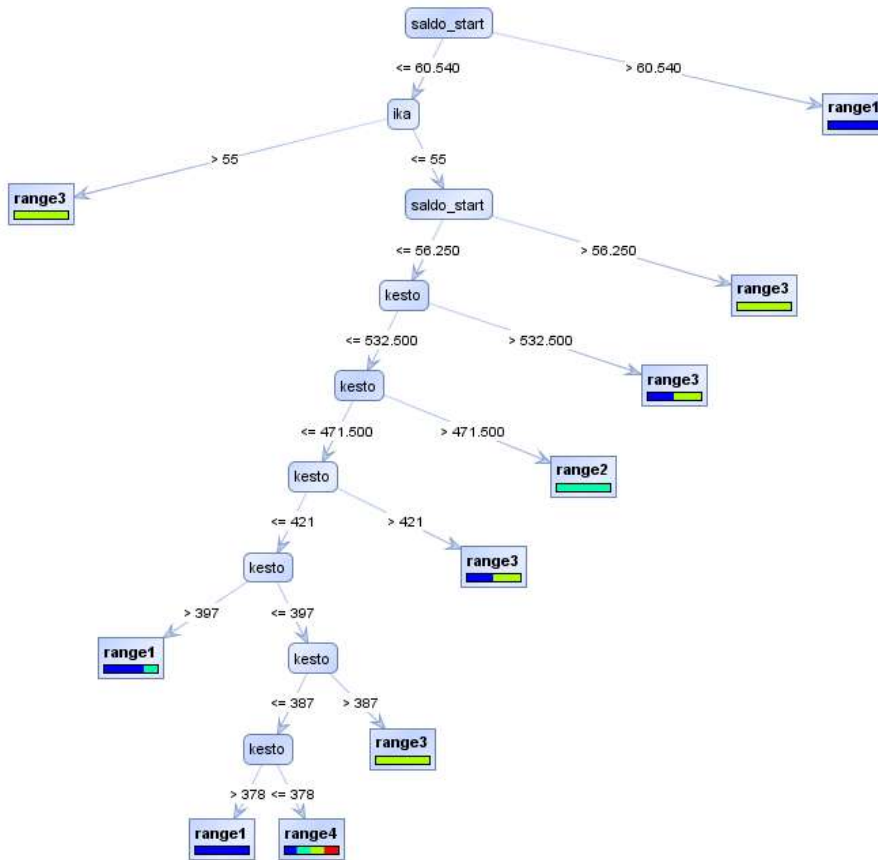 saldo_start
<= 60.540
> 60.540
range1
ika
> 55
<= 55
range3
saldo_start
<= 56.250
> 56.250
range3
kesto
<= 532.500
> 532.500
range3
kesto
<= 471.500
> 471.500
range2
kesto
<= 421
> 421
range3
kesto
> 397
<= 397
range1
kesto
<= 387
> 387
range3
kesto
> 378
<= 378
range1
range4